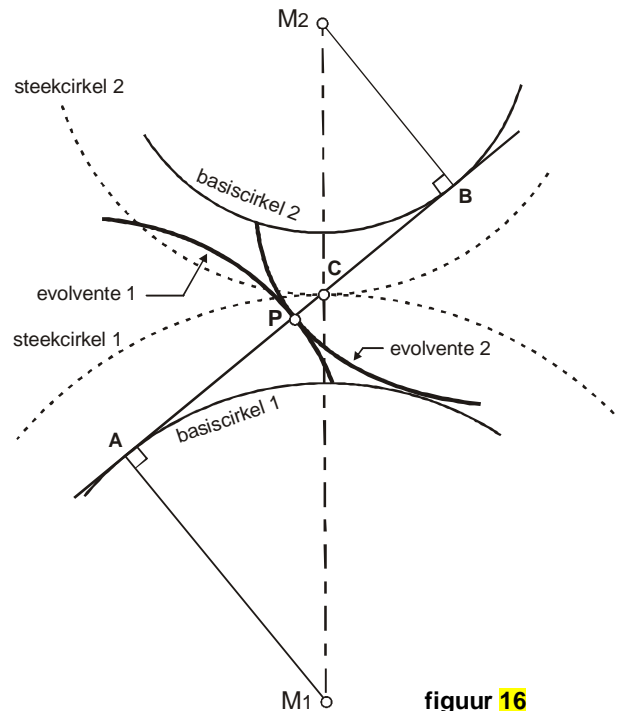 M2
steekcirkel 2
basiscirkel 2
B
C
evolvente 1
P
steekcirkel 1
evolvente 2
basiscirkel 1
A
M1
figuur 16